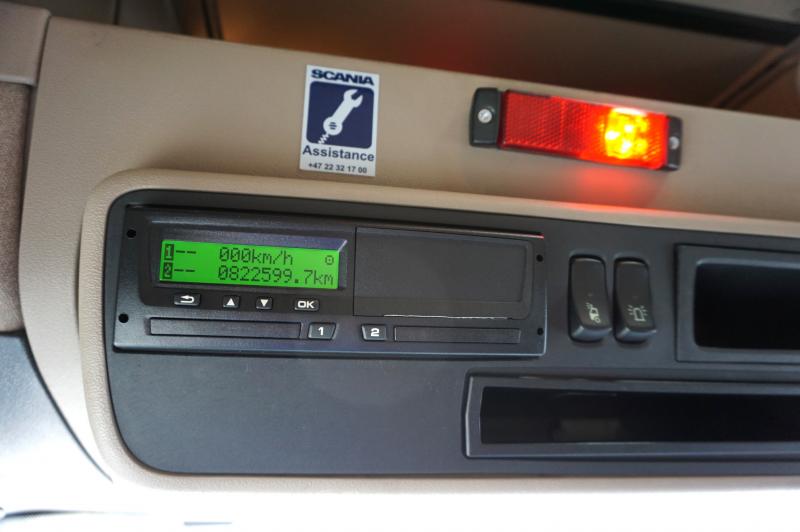 SCANIA
Assistance
+47 22 32 17 00
1 -- 000km/h
2 -- 0822599.7km
OK
1 2